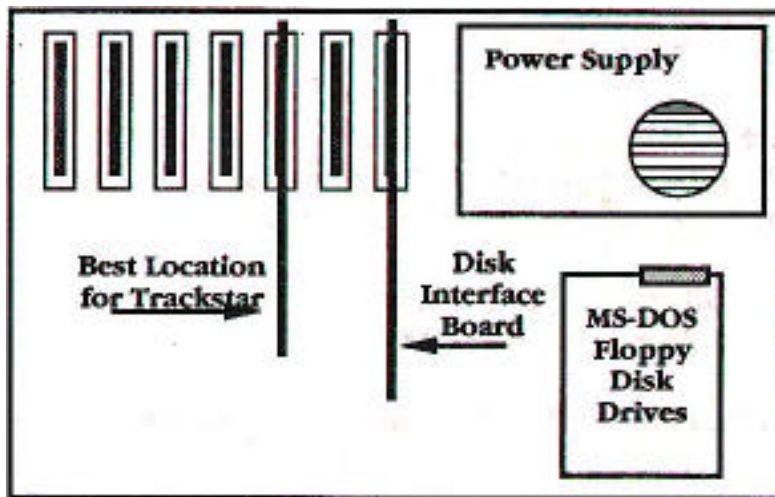 Power Supply
Best Location
for Trackstar
Disk
Interface
Board
MS-DOS
Floppy
Disk
Drives